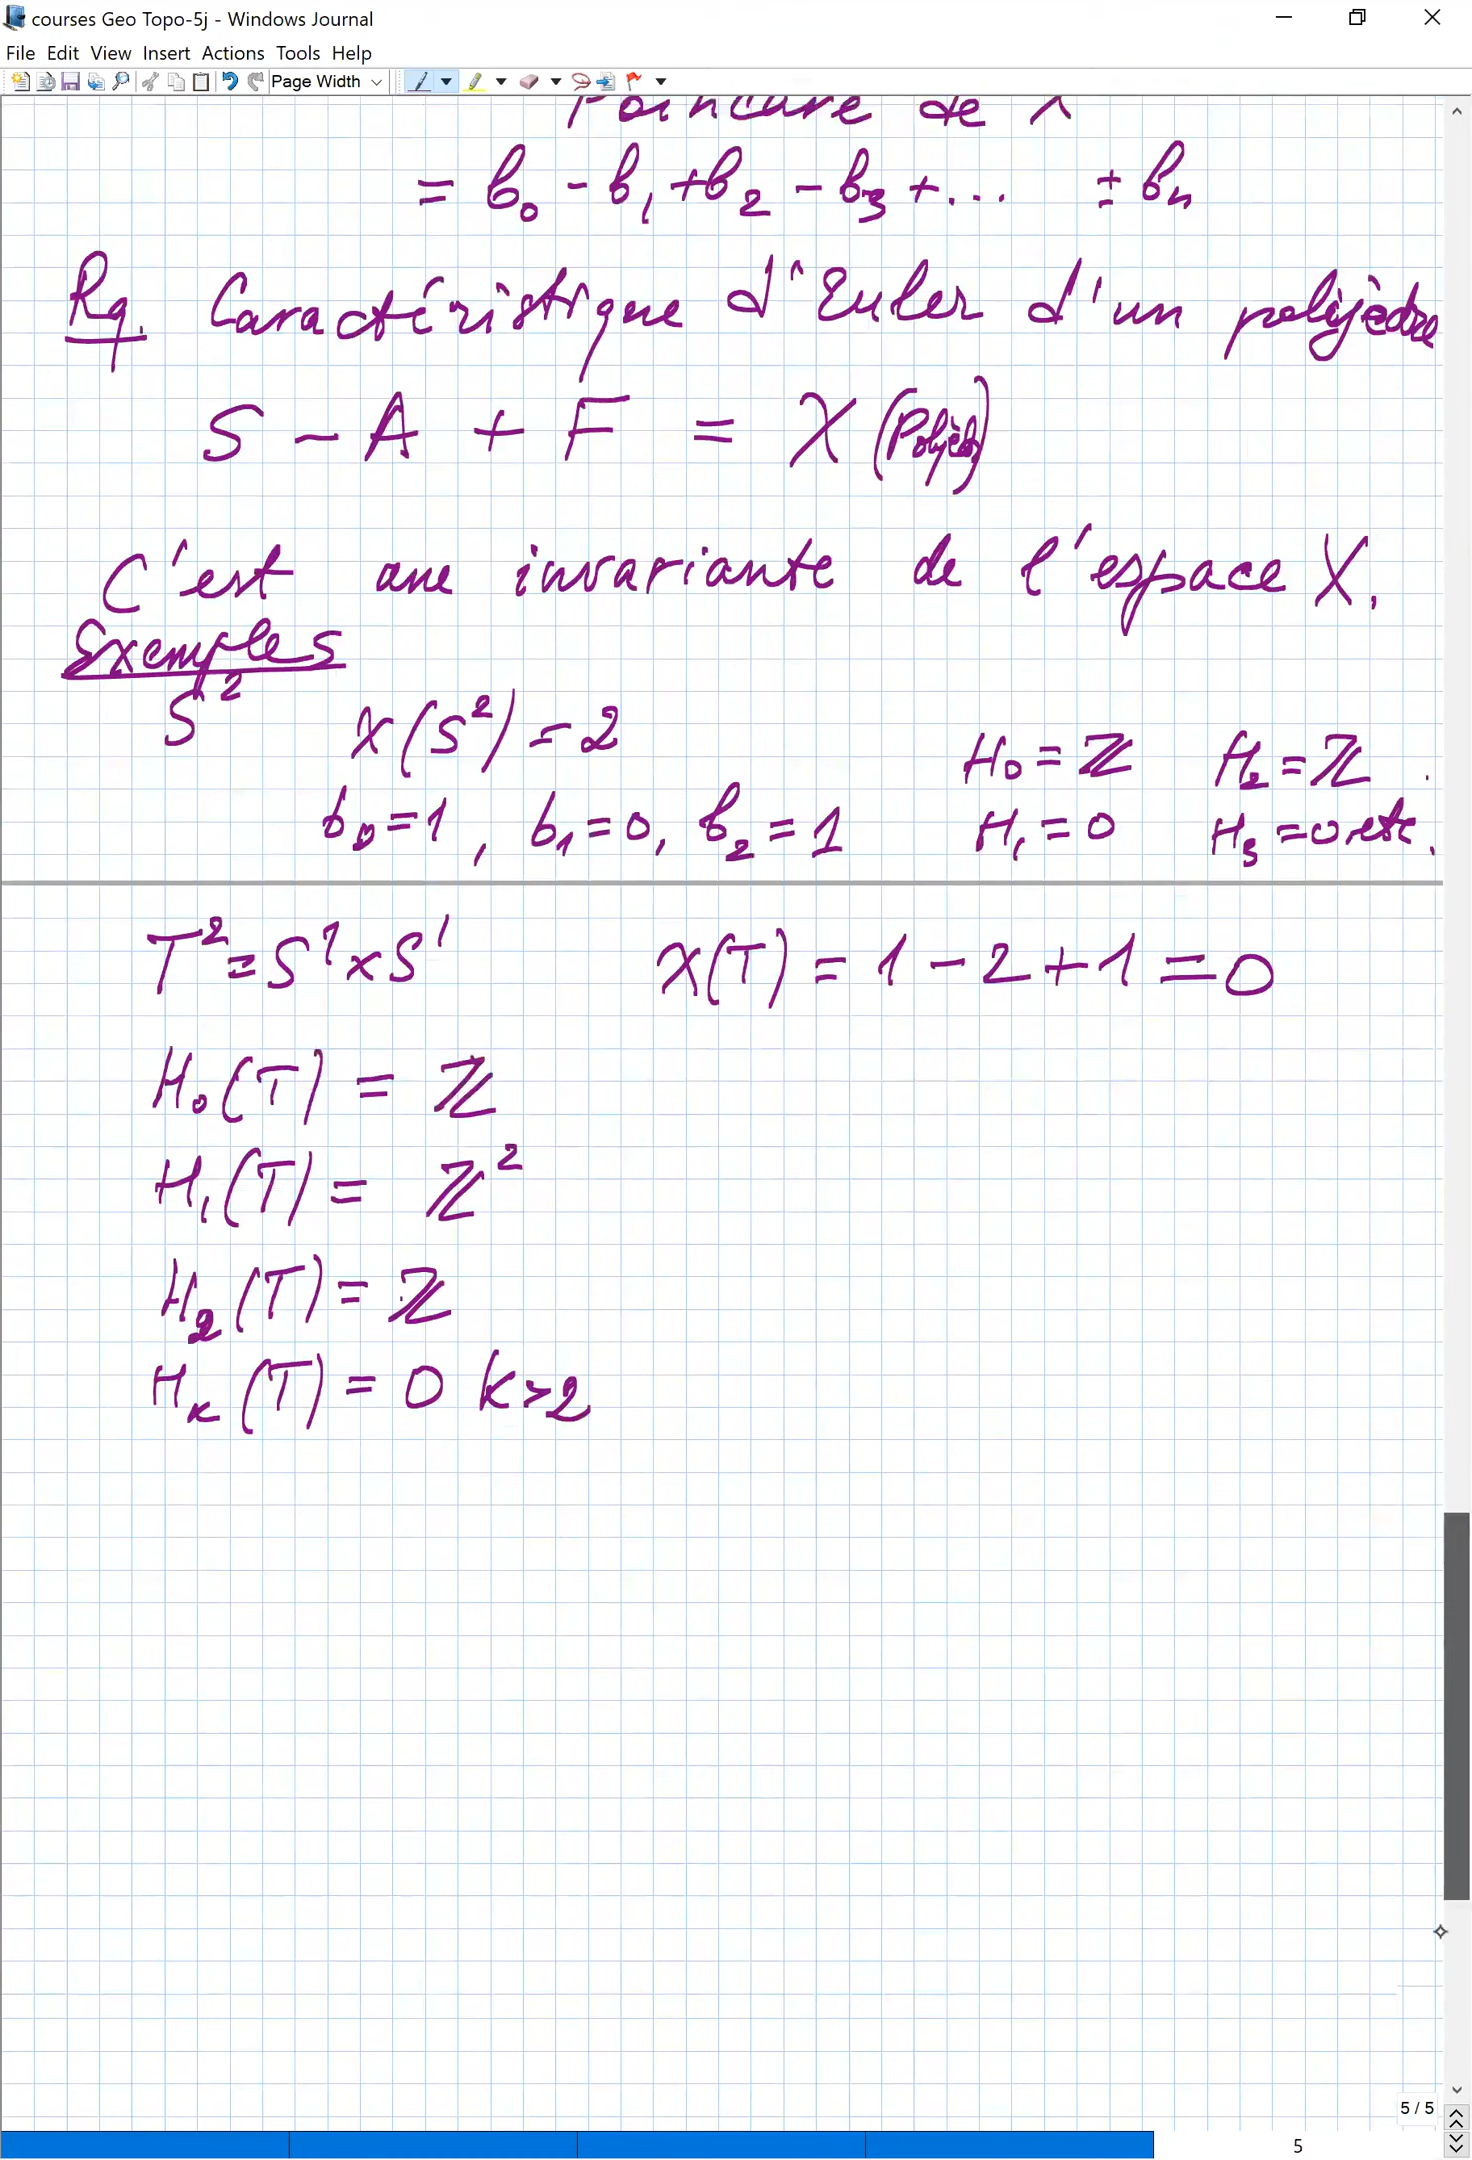 courses Geo Topo-5j - Windows Journal
File Edit View Insert Actions Tools Help
Page Width
Poincaré de X
= b₀ - b₁ + b₂ - b₃ + ... ± bₙ
Rq. Caractéristique d'Euler d'un polyèdre
S - A + F = χ (Polyèdre)
C'est une invariante de l'espace X.
Exemples
S² χ(S²) = 2
H₀ = ℤ H₂ = ℤ
b₀ = 1, b₁ = 0, b₂ = 1
H₁ = 0 H₃ = 0 etc.
T² = S¹ × S¹ χ(T) = 1 - 2 + 1 = 0
H₀(T) = ℤ
H₁(T) = ℤ²
H₂(T) = ℤ
Hₖ(T) = 0 k > 2
5 / 5
5